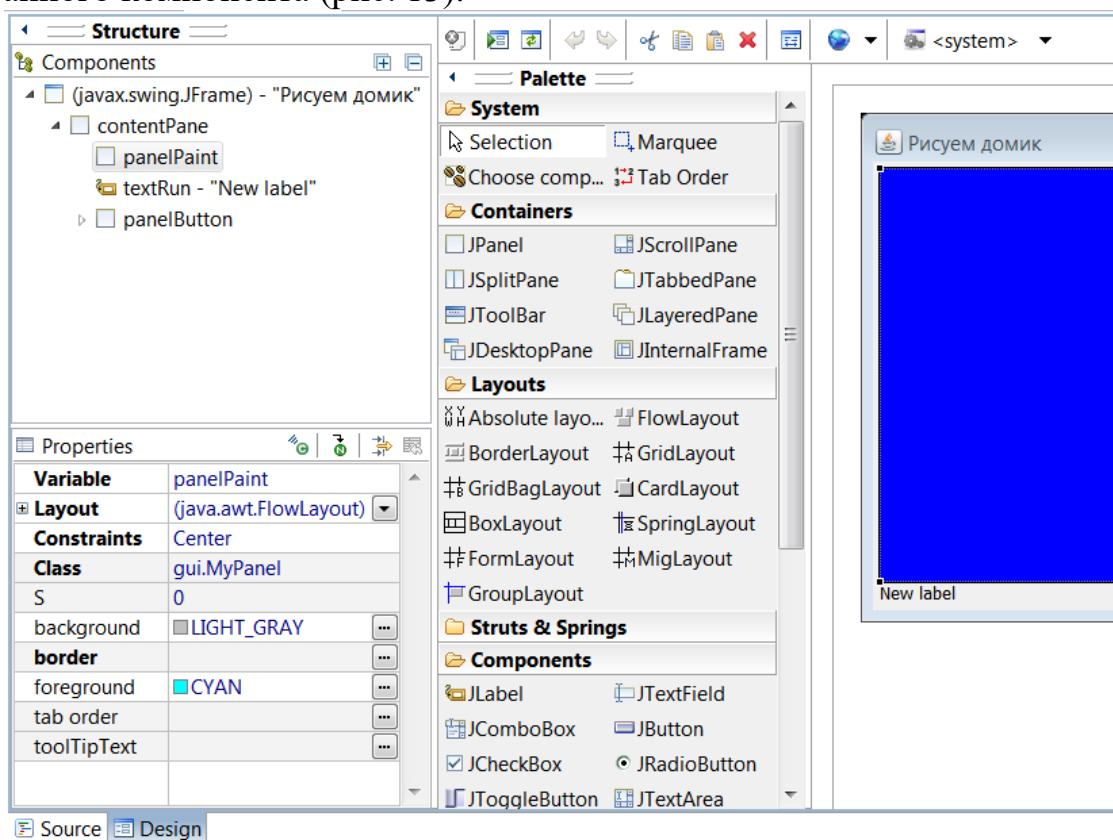 Structure
Components
(javax.swing.JFrame) - "Рисуем домик"
contentPane
panelPaint
textRun - "New label"
panelButton
Properties
Variable panelPaint
Layout (java.awt.FlowLayout)
Constraints Center
Class gui.MyPanel
S 0
background LIGHT_GRAY
border
foreground CYAN
tab order
toolTipText
Source Design
<system>
Palette
System
Selection Marquee
Choose comp... Tab Order
Containers
JPanel JScrollPane
JSplitPane JTabbedPane
JToolBar JLayeredPane
JDesktopPane JInternalFrame
Layouts
Absolute layo... FlowLayout
BorderLayout GridLayout
GridBagLayout CardLayout
BoxLayout SpringLayout
FormLayout MigLayout
GroupLayout
Struts & Springs
Components
JLabel JTextField
JComboBox JButton
JCheckBox JRadioButton
JToggleButton JTextArea
Рисуем домик
New label